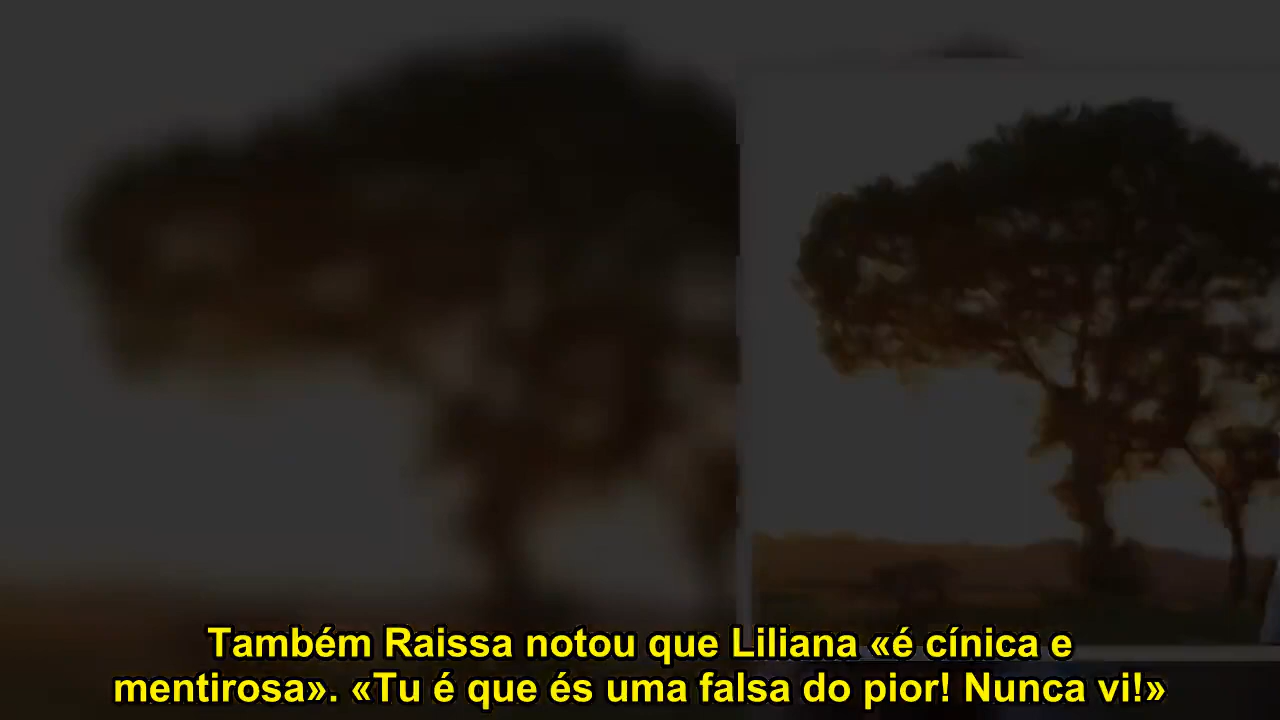 Também Raissa notou que Liliana «é cínica e
mentirosa». «Tu é que és uma falsa do pior! Nunca vi!»